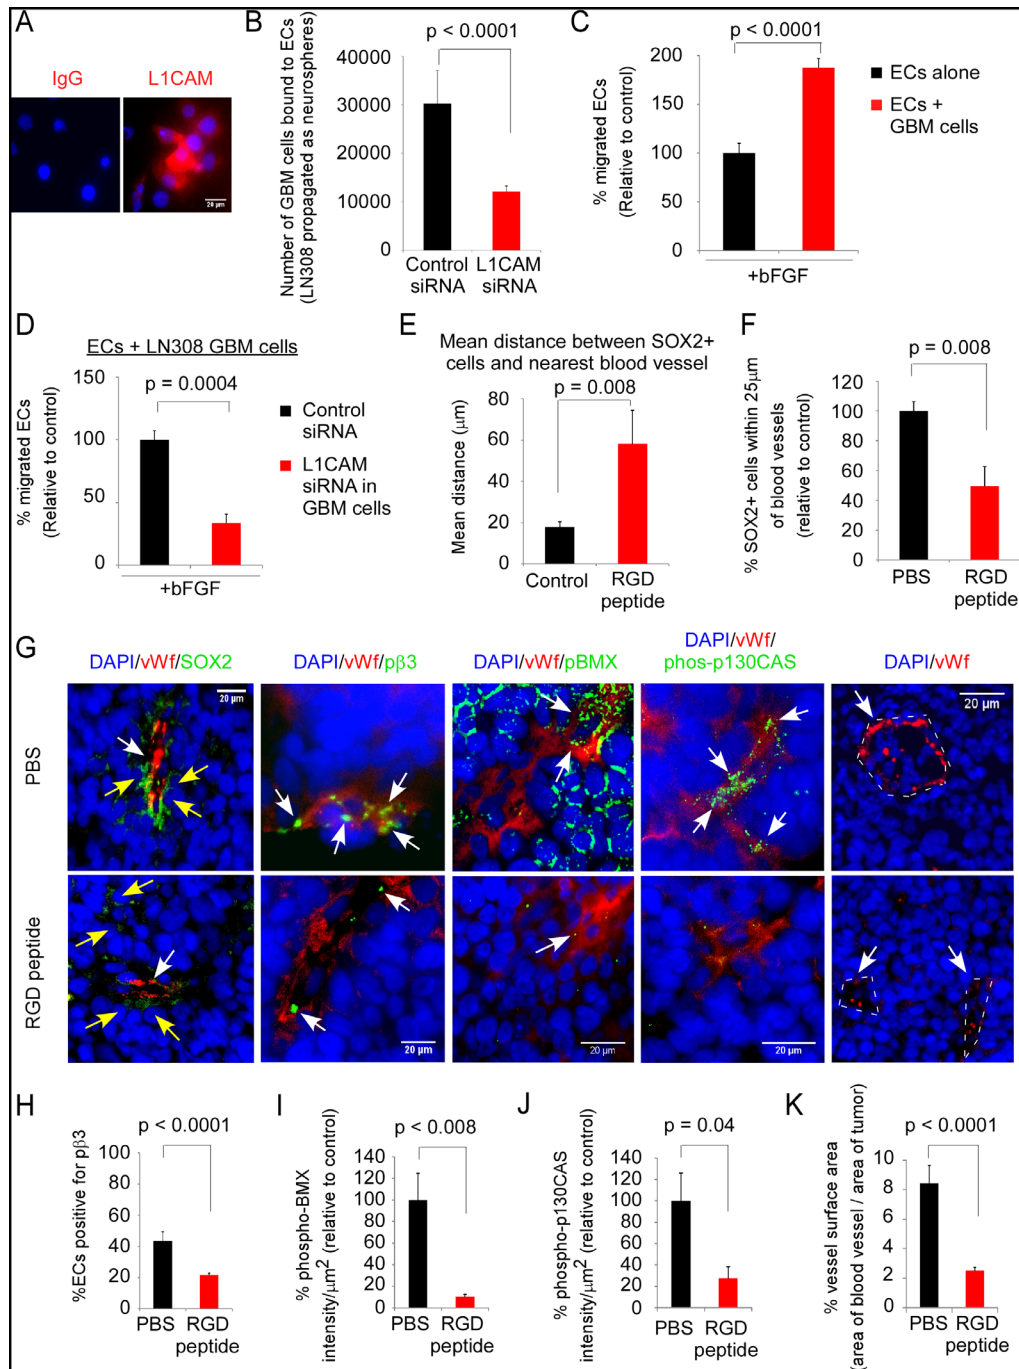 A
IgG
L1CAM
20 µm
B
p < 0.0001
Number of GBM cells bound to ECs
(LN308 propagated as neurospheres)
40000
30000
20000
10000
0
Control
siRNA
L1CAM
siRNA
C
p < 0.0001
% migrated ECs
(Relative to control)
200
150
100
50
0
+bFGF
ECs alone
ECs +
GBM cells
D
ECs + LN308 GBM cells
p = 0.0004
% migrated ECs
(Relative to control)
150
100
50
0
+bFGF
Control
siRNA
L1CAM
siRNA in
GBM cells
E
Mean distance between SOX2+
cells and nearest blood vessel
p = 0.008
Mean distance (µm)
80
60
40
20
0
Control
RGD
peptide
F
p = 0.008
% SOX2+ cells within 25µm
of blood vessels
(relative to control)
120
100
80
60
40
20
0
PBS
RGD
peptide
G
DAPI/vWf/SOX2
DAPI/vWf/pβ3
DAPI/vWf/pBMX
DAPI/vWf/
phos-p130CAS
DAPI/vWf
PBS
20 µm
20 µm
RGD peptide
20 µm
20 µm
20 µm
H
p < 0.0001
%ECs positive for pβ3
100
80
60
40
20
0
PBS
RGD
peptide
I
p < 0.008
% phospho-BMX
intensity/µm² (relative to control)
140
120
100
80
60
40
20
0
PBS
RGD
peptide
J
p = 0.04
% phospho-p130CAS
intensity/µm² (relative to control)
140
120
100
80
60
40
20
0
PBS
RGD
peptide
K
p < 0.0001
% vessel surface area
(area of blood vessel / area of tumor)
10
8
6
4
2
0
PBS
RGD
peptide